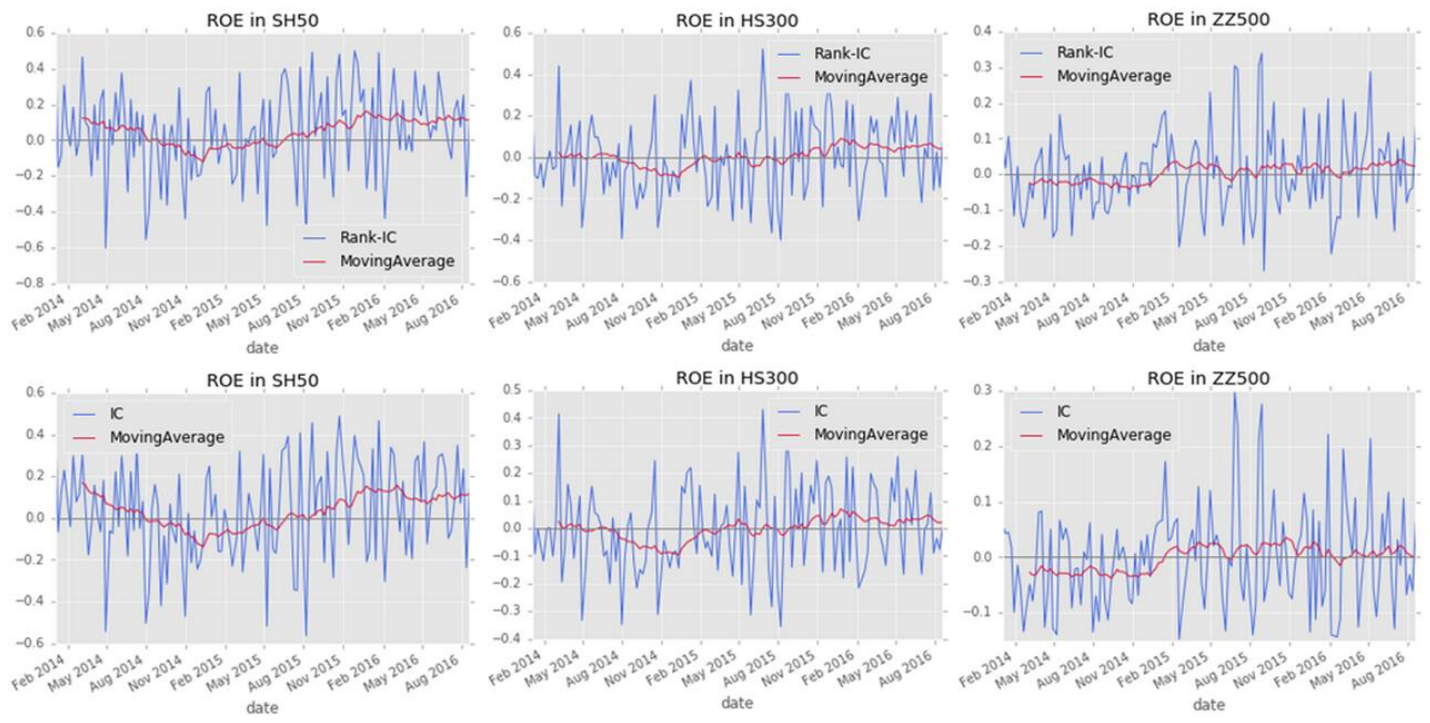 ROE in SH50
0.6
0.4
0.2
0.0
−0.2
−0.4
−0.6
−0.8
Rank-IC
MovingAverage
Feb 2014 May 2014 Aug 2014 Nov 2014 Feb 2015 May 2015 Aug 2015 Nov 2015 Feb 2016 May 2016 Aug 2016
date
ROE in HS300
0.6
0.4
0.2
0.0
−0.2
−0.4
−0.6
Rank-IC
MovingAverage
Feb 2014 May 2014 Aug 2014 Nov 2014 Feb 2015 May 2015 Aug 2015 Nov 2015 Feb 2016 May 2016 Aug 2016
date
ROE in ZZ500
0.4
0.3
0.2
0.1
0.0
−0.1
−0.2
−0.3
Rank-IC
MovingAverage
Feb 2014 May 2014 Aug 2014 Nov 2014 Feb 2015 May 2015 Aug 2015 Nov 2015 Feb 2016 May 2016 Aug 2016
date
ROE in SH50
0.6
0.4
0.2
0.0
−0.2
−0.4
−0.6
IC
MovingAverage
Feb 2014 May 2014 Aug 2014 Nov 2014 Feb 2015 May 2015 Aug 2015 Nov 2015 Feb 2016 May 2016 Aug 2016
date
ROE in HS300
0.5
0.4
0.3
0.2
0.1
0.0
−0.1
−0.2
−0.3
−0.4
IC
MovingAverage
Feb 2014 May 2014 Aug 2014 Nov 2014 Feb 2015 May 2015 Aug 2015 Nov 2015 Feb 2016 May 2016 Aug 2016
date
ROE in ZZ500
0.3
0.2
0.1
0.0
−0.1
IC
MovingAverage
Feb 2014 May 2014 Aug 2014 Nov 2014 Feb 2015 May 2015 Aug 2015 Nov 2015 Feb 2016 May 2016 Aug 2016
date